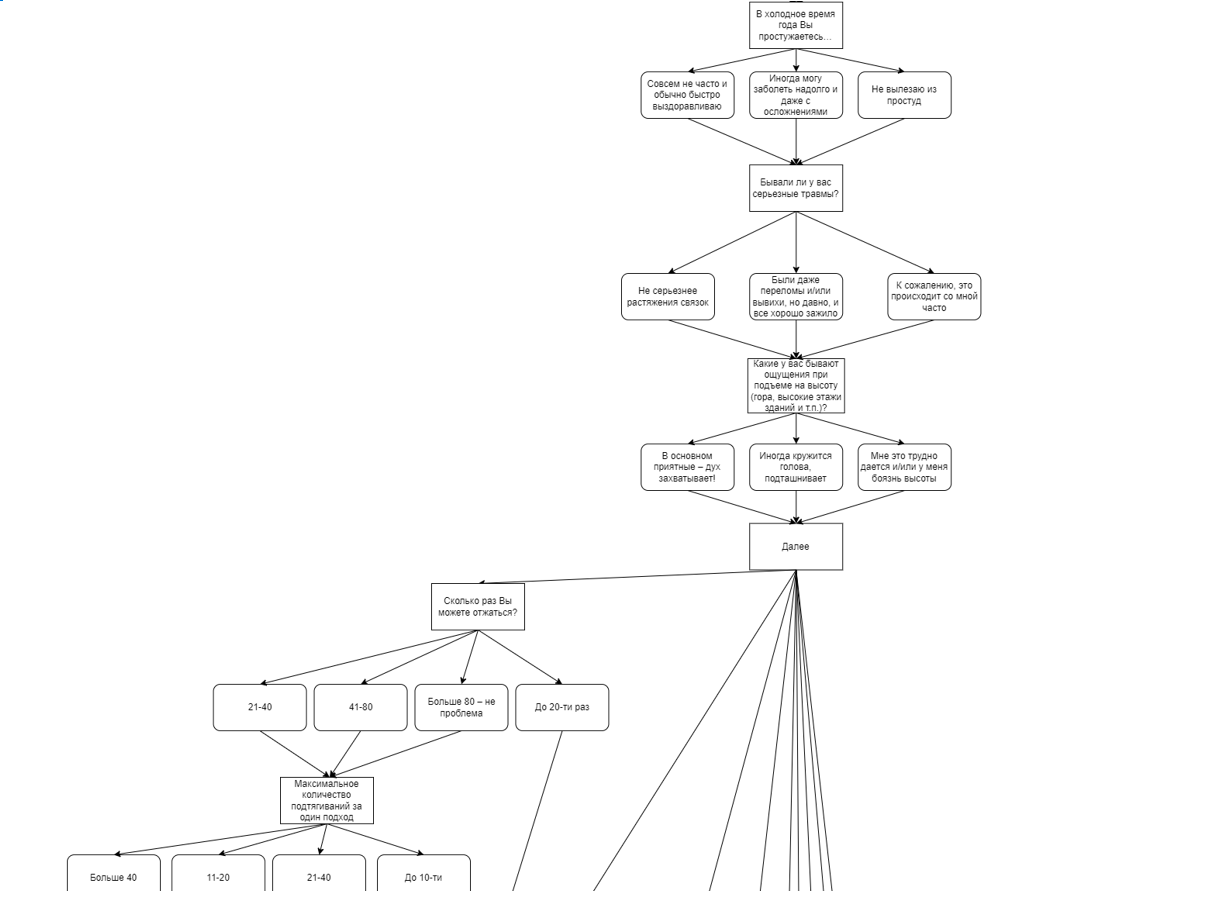 В холодное время
года Вы
простужаетесь...
Совсем не часто и
обычно быстро
выздоравливаю
Иногда могу
заболеть надолго и
даже с
осложнениями
Не вылезаю из
простуд
Бывали ли у вас
серьезные травмы?
Не серьезнее
растяжения связок
Были даже
переломы и/или
вывихи, но давно, и
все хорошо зажило
К сожалению, это
происходит со мной
часто
Какие у вас бывают
ощущения при
подъеме на высоту
(гора, высокие этажи
зданий и т.п.)?
В основном
приятные – дух
захватывает!
Иногда кружится
голова,
подташнивает
Мне это трудно
дается и/или у меня
боязнь высоты
Далее
Сколько раз Вы
можете отжаться?
21-40
41-80
Больше 80 – не
проблема
До 20-ти раз
Максимальное
количество
подтягиваний за
один подход
Больше 40
11-20
21-40
До 10-ти